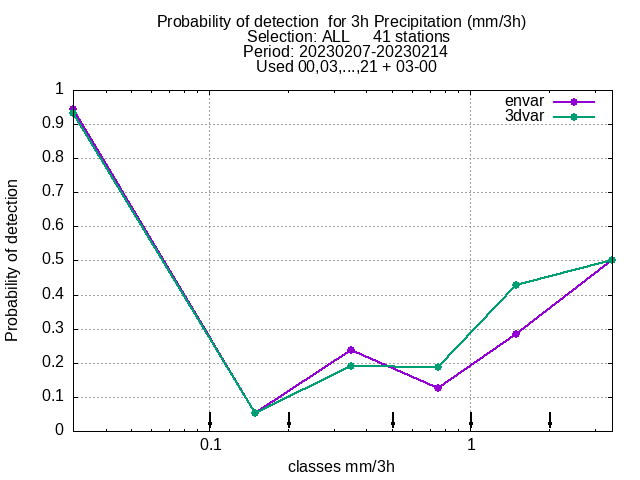 Probability of detection  for 3h Precipitation (mm/3h)
Selection: ALL     41 stations
Period: 20230207-20230214
Used 00,03,...,21 + 03-00
envar
3dvar
1
0.9
0.8
0.7
0.6
0.5
0.4
0.3
0.2
0.1
0
Probability of detection
0.1
1
classes mm/3h